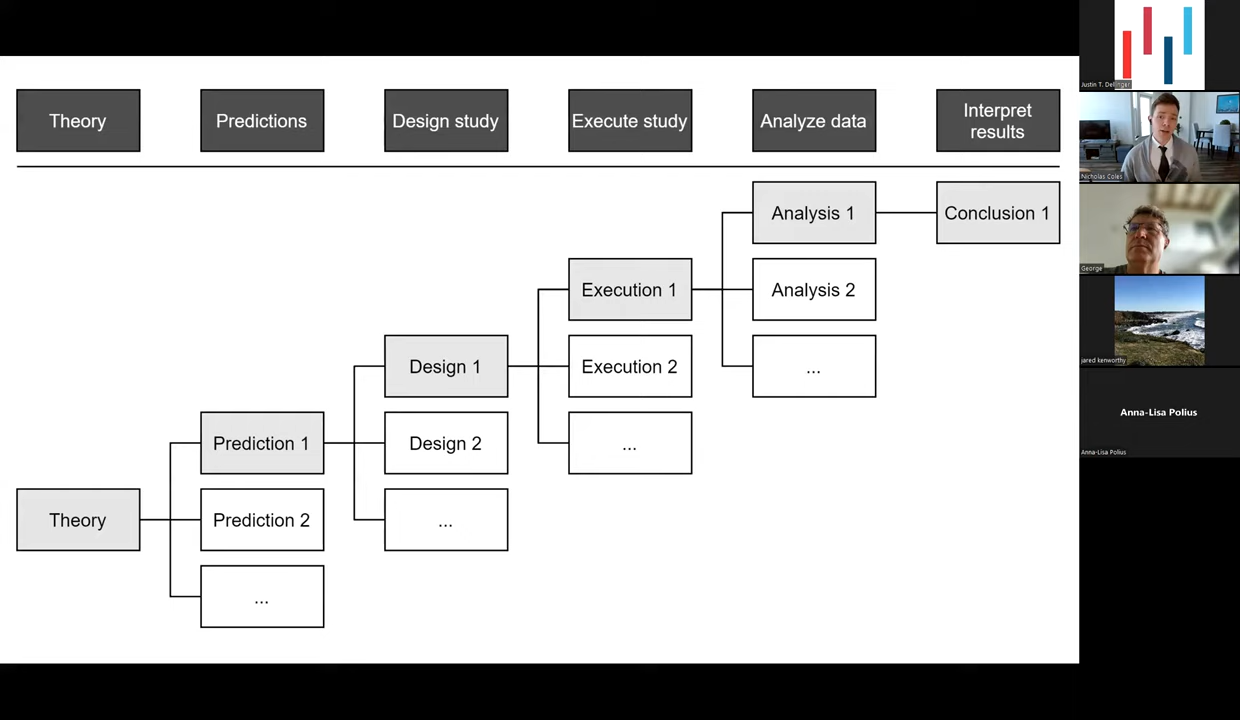 Theory
Predictions
Design study
Execute study
Analyze data
Interpret
results
Analysis 1
Conclusion 1
Execution 1
Analysis 2
Design 1
Execution 2
...
Prediction 1
Design 2
...
Theory
Prediction 2
...
...
Justin T. Dellinger
Nicholas Coles
George
jared kenworthy
Anna-Lisa Polius
Anna-Lisa Polius